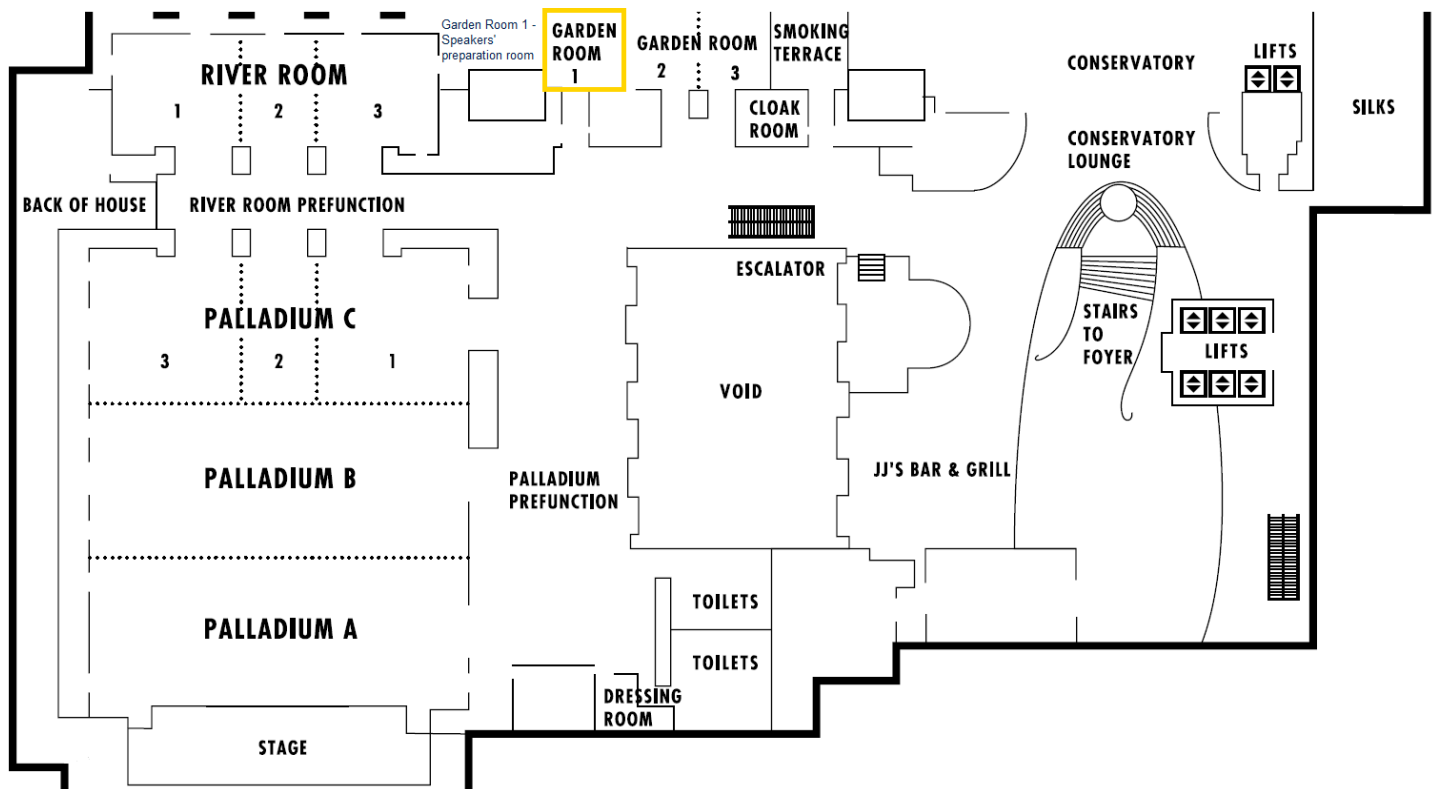 Garden Room 1 -
Speakers'
preparation room
GARDEN
ROOM
1
GARDEN ROOM
2 3
SMOKING
TERRACE
CONSERVATORY
LIFTS
RIVER ROOM
1 2 3
CLOAK
ROOM
SILKS
CONSERVATORY
LOUNGE
BACK OF HOUSE
RIVER ROOM PREFUNCTION
ESCALATOR
PALLADIUM C
3 2 1
STAIRS
TO
FOYER
LIFTS
VOID
PALLADIUM B
PALLADIUM
PREFUNCTION
JJ'S BAR & GRILL
PALLADIUM A
TOILETS
TOILETS
DRESSING
ROOM
STAGE